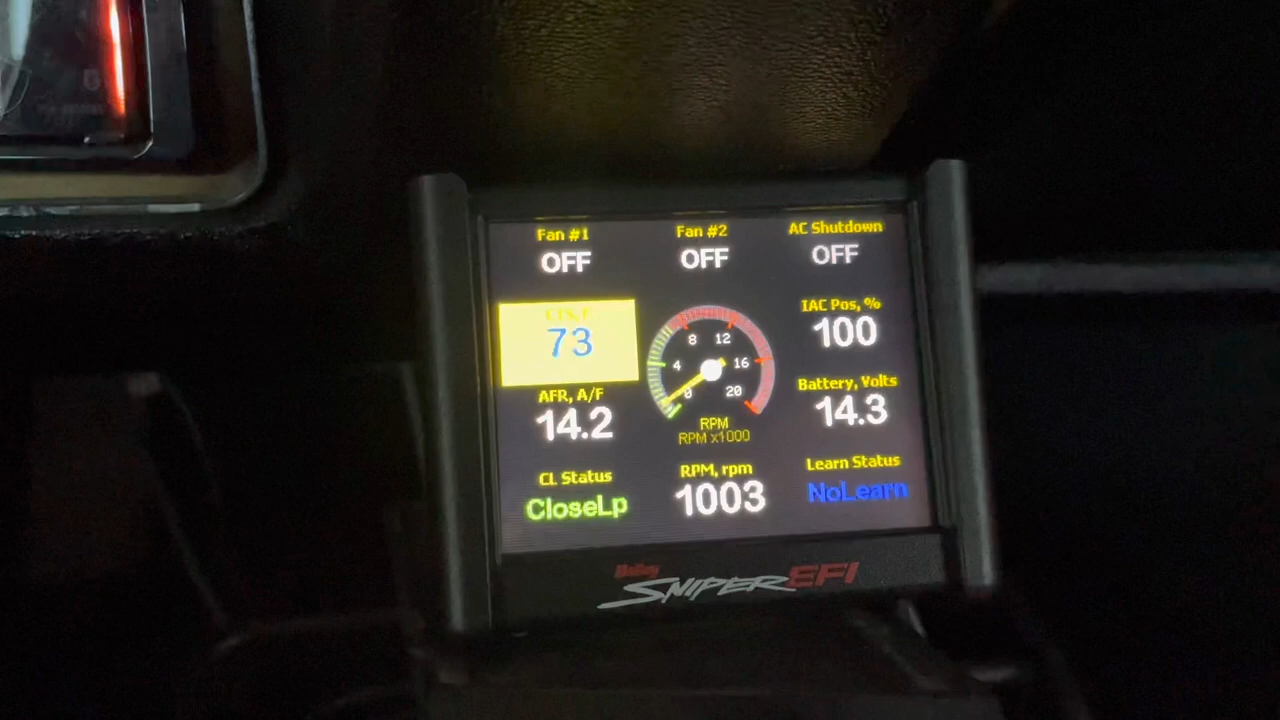 Fan #1
OFF
Fan #2
OFF
AC Shutdown
OFF
CTS, F
73
IAC Pos, %
100
0
4
8
12
16
20
RPM
RPM x1000
AFR, A/F
14.2
Battery, Volts
14.3
CL Status
CloseLp
RPM, rpm
1003
Learn Status
NoLearn
Holley
SNIPER EFI